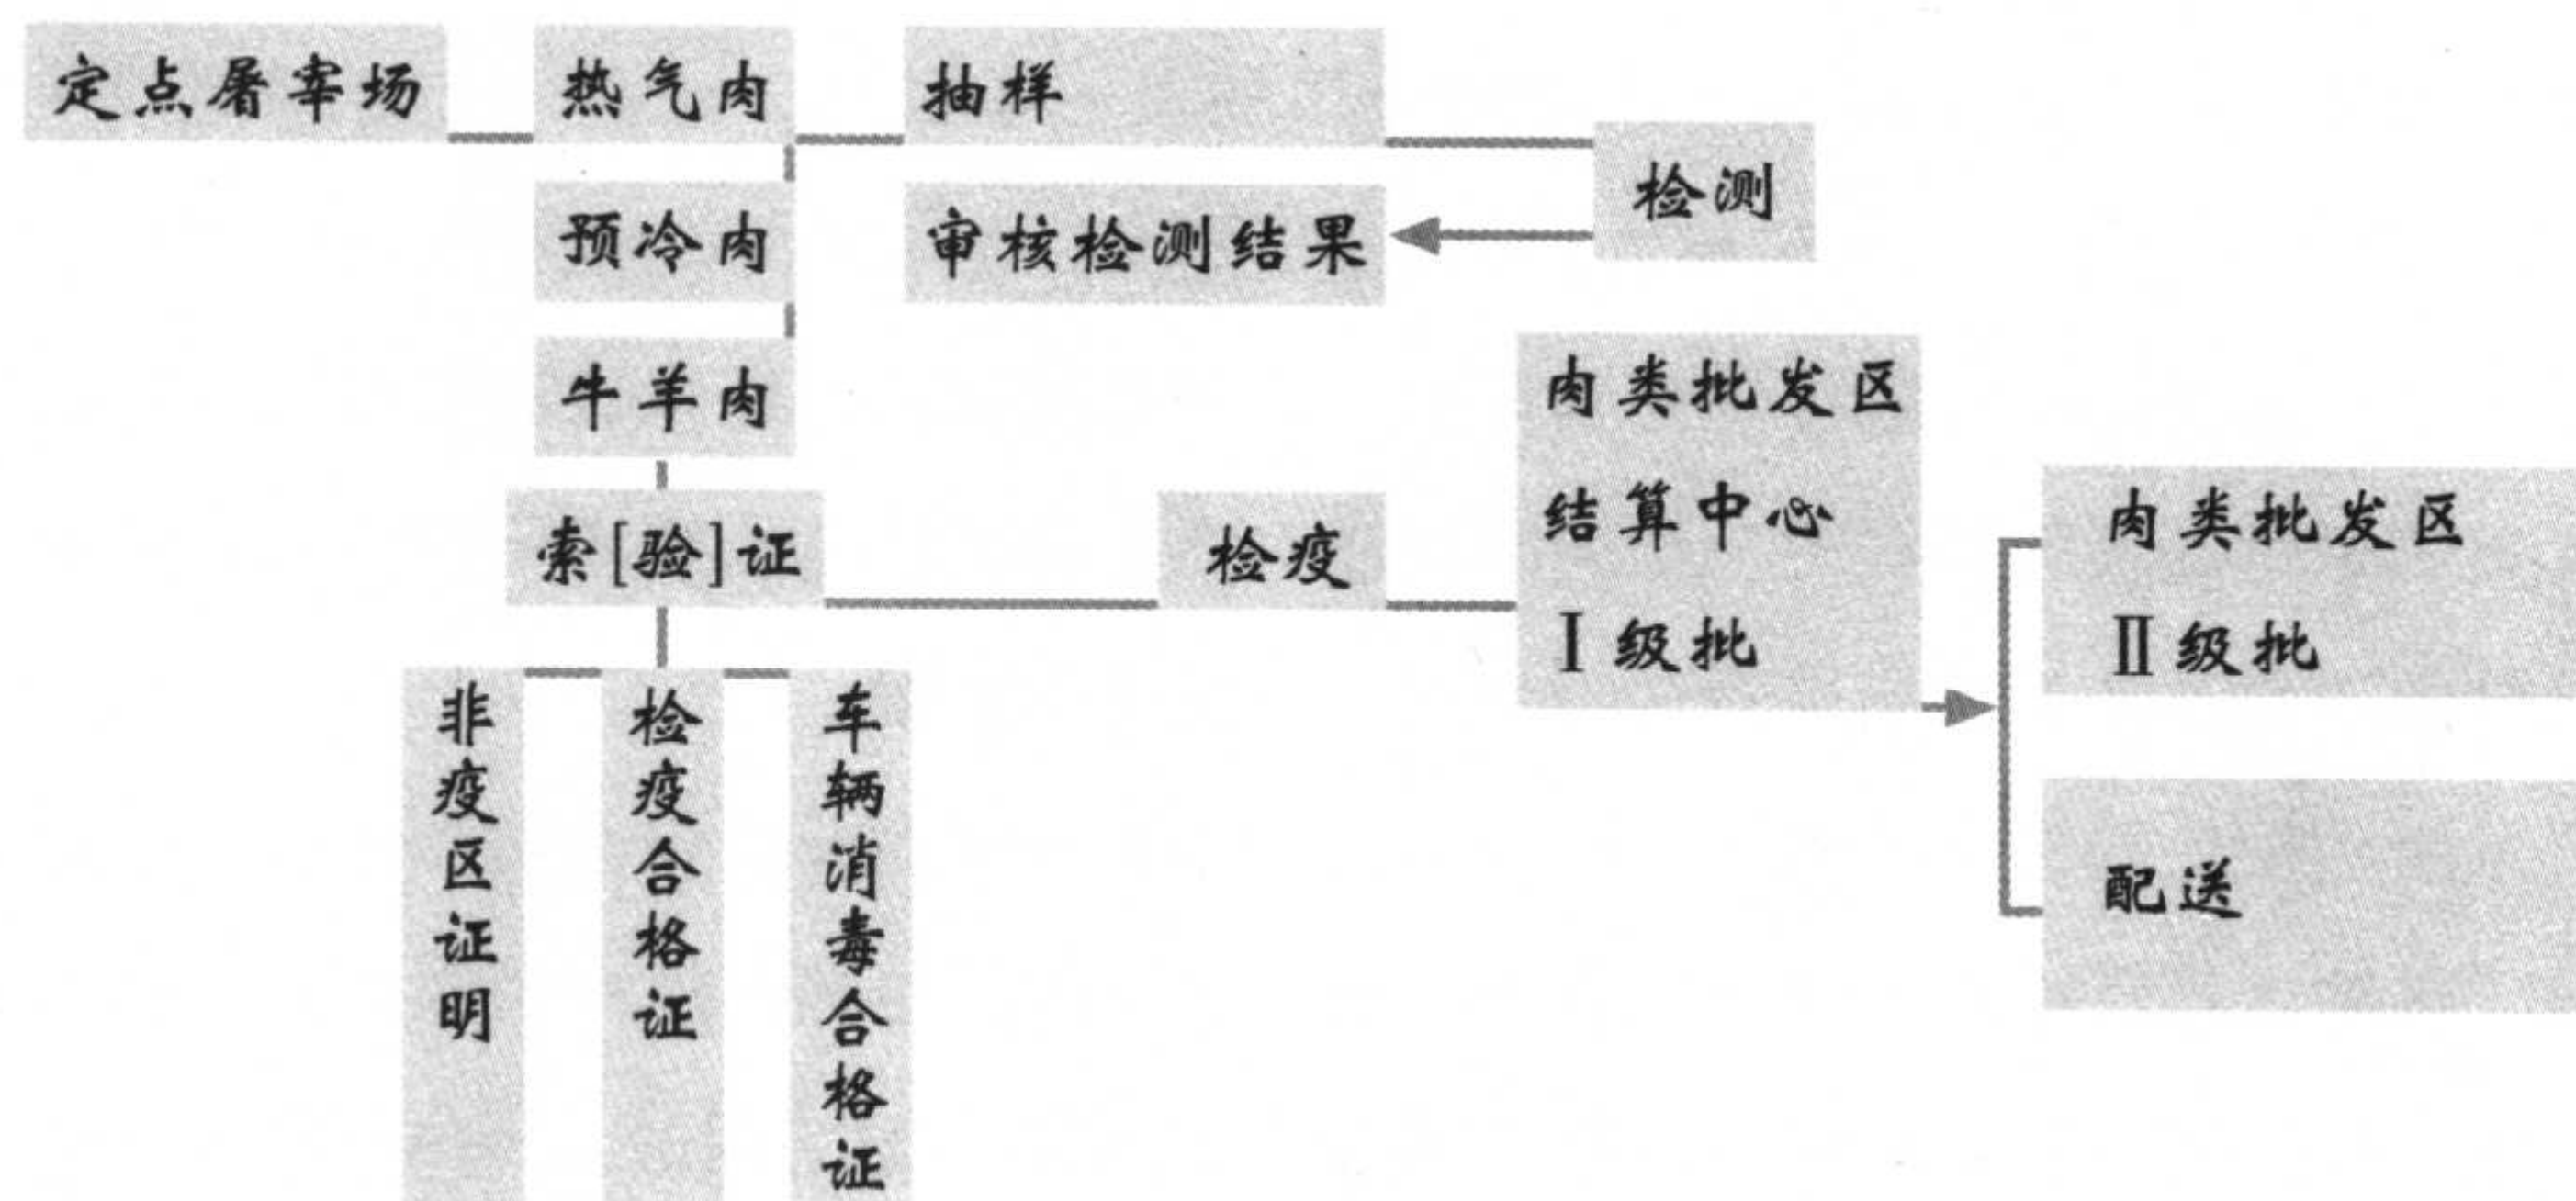 定点屠宰场
热气肉
抽样
检测
预冷肉
审核检测结果
牛羊肉
索[验]证
检疫
肉类批发区
结算中心
Ⅰ级批
肉类批发区
Ⅱ级批
配送
非疫区证明
检疫合格证
车辆消毒合格证